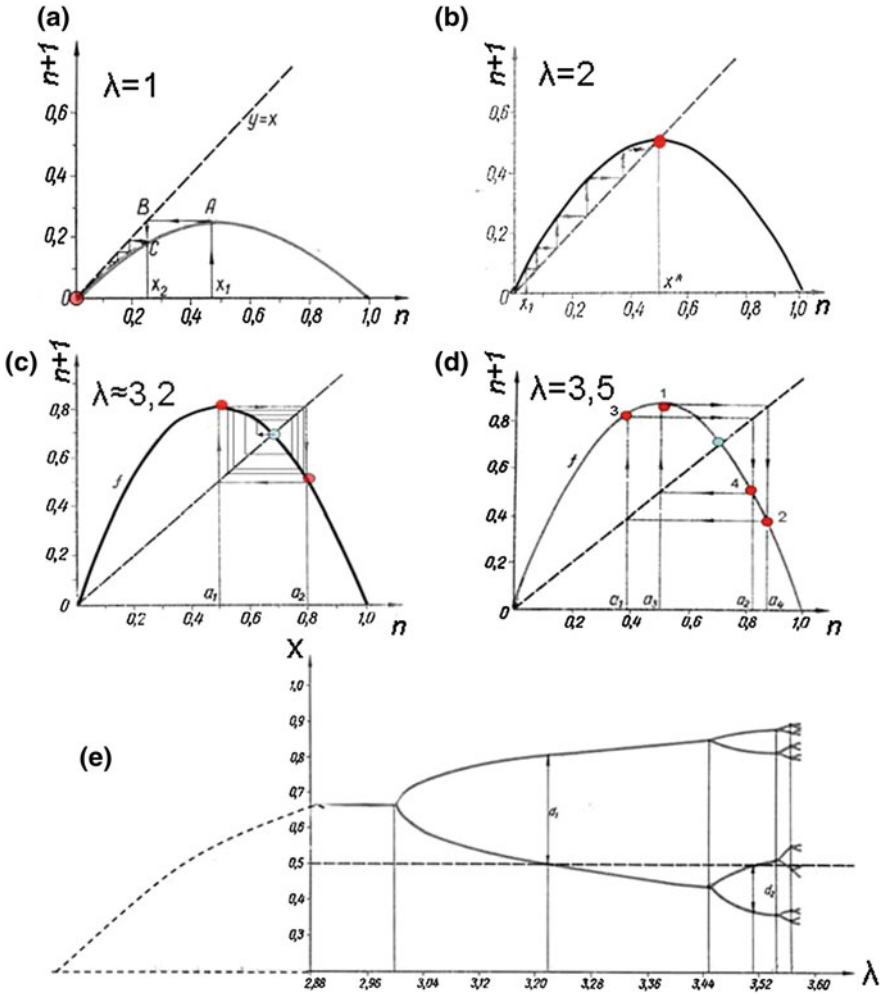 (a)
n+1
λ=1
0,6
0,4
0,2
0
y=x
B
A
C
x₂
x₁
0,2
0,4
0,6
0,8
1,0
n
(b)
n+1
λ=2
0,6
0,4
0,2
0
x₁
x*
0,2
0,4
0,6
0,8
1,0
n
(c)
n+1
λ≈3,2
0,8
0,6
0,4
0,2
0
f
a₁
a₂
0,2
0,4
0,6
0,8
1,0
n
(d)
n+1
λ=3,5
0,8
0,6
0,4
0,2
0
f
3
1
4
2
a₁
a₃
a₂
a₄
0,2
0,4
0,6
0,8
1,0
n
(e)
X
1,0
0,9
0,8
0,7
0,6
0,5
0,4
0,3
d₁
d₂
2,88
2,96
3,04
3,12
3,20
3,28
3,36
3,44
3,52
3,60
λ